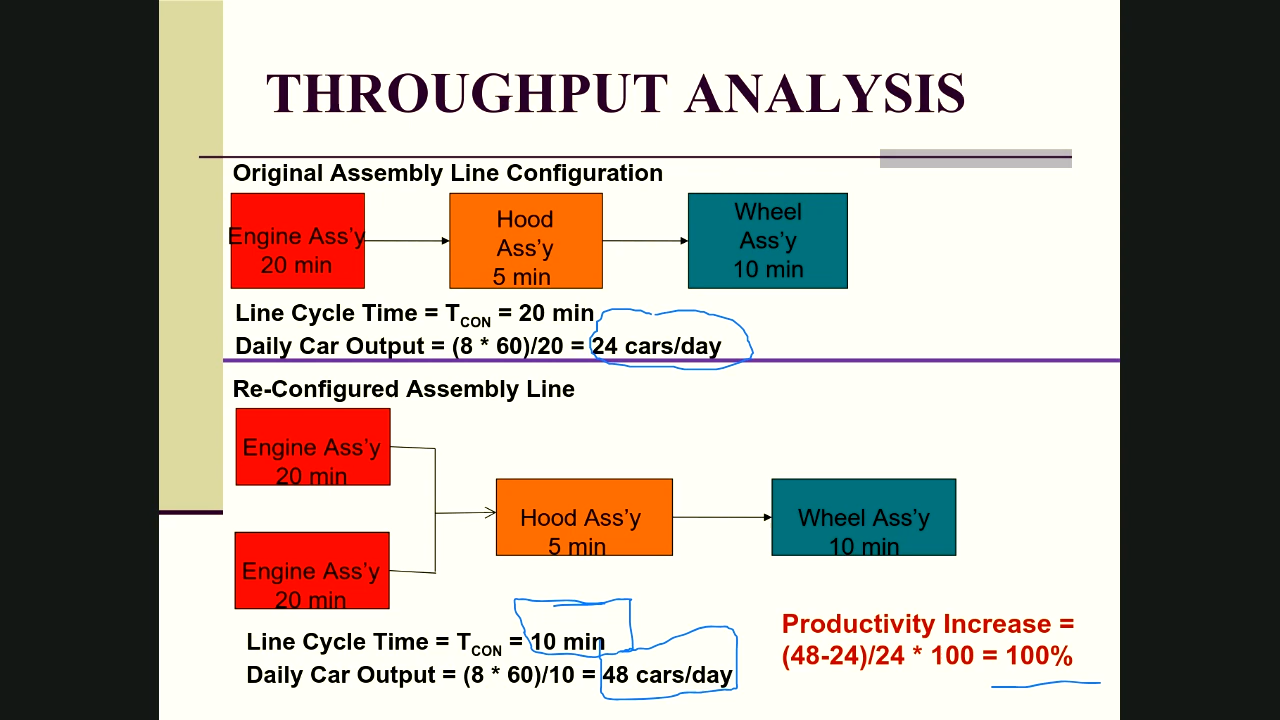 THROUGHPUT ANALYSIS
Original Assembly Line Configuration
Engine Ass'y
20 min
Hood
Ass'y
5 min
Wheel
Ass'y
10 min
Line Cycle Time = TCON = 20 min
Daily Car Output = (8 * 60)/20 = 24 cars/day
Re-Configured Assembly Line
Engine Ass'y
20 min
Engine Ass'y
20 min
Hood Ass'y
5 min
Wheel Ass'y
10 min
Line Cycle Time = TCON = 10 min
Daily Car Output = (8 * 60)/10 = 48 cars/day
Productivity Increase =
(48-24)/24 * 100 = 100%